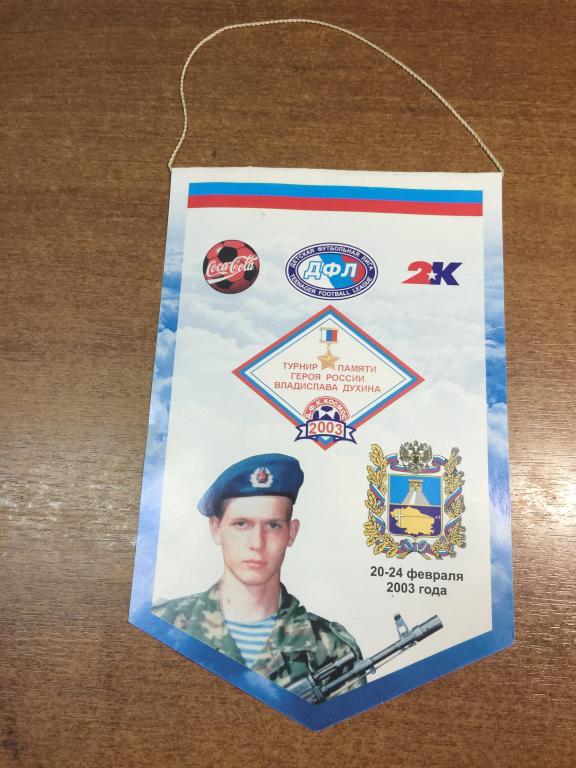 Coca-Cola
ДЕТСКАЯ ФУТБОЛЬНАЯ ЛИГА
ДФЛ
TEENAGER FOOTBALL LEAGUE
2K
ТУРНИР ПАМЯТИ
ГЕРОЯ РОССИИ
ВЛАДИСЛАВА ДУХИНА
КОСМОС
2003
20-24 февраля
2003 года